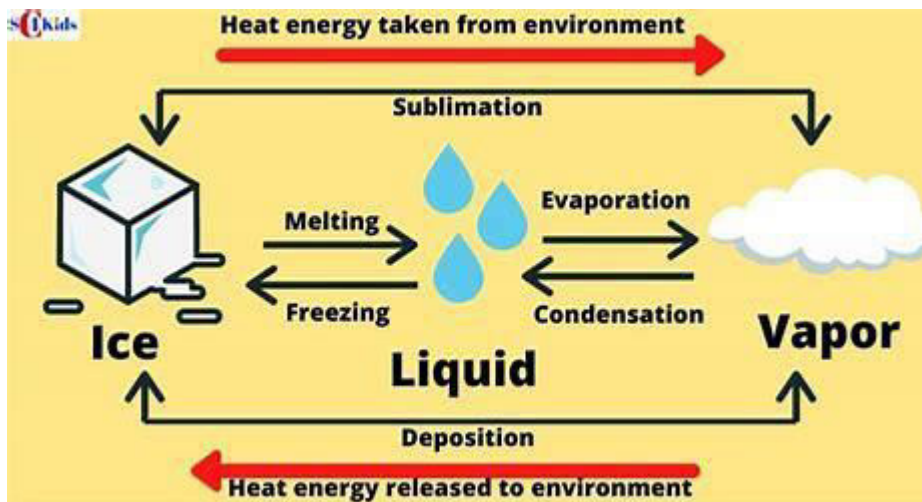 SCIKids
Heat energy taken from environment
Sublimation
Melting
Evaporation
Freezing
Condensation
Ice
Liquid
Vapor
Deposition
Heat energy released to environment